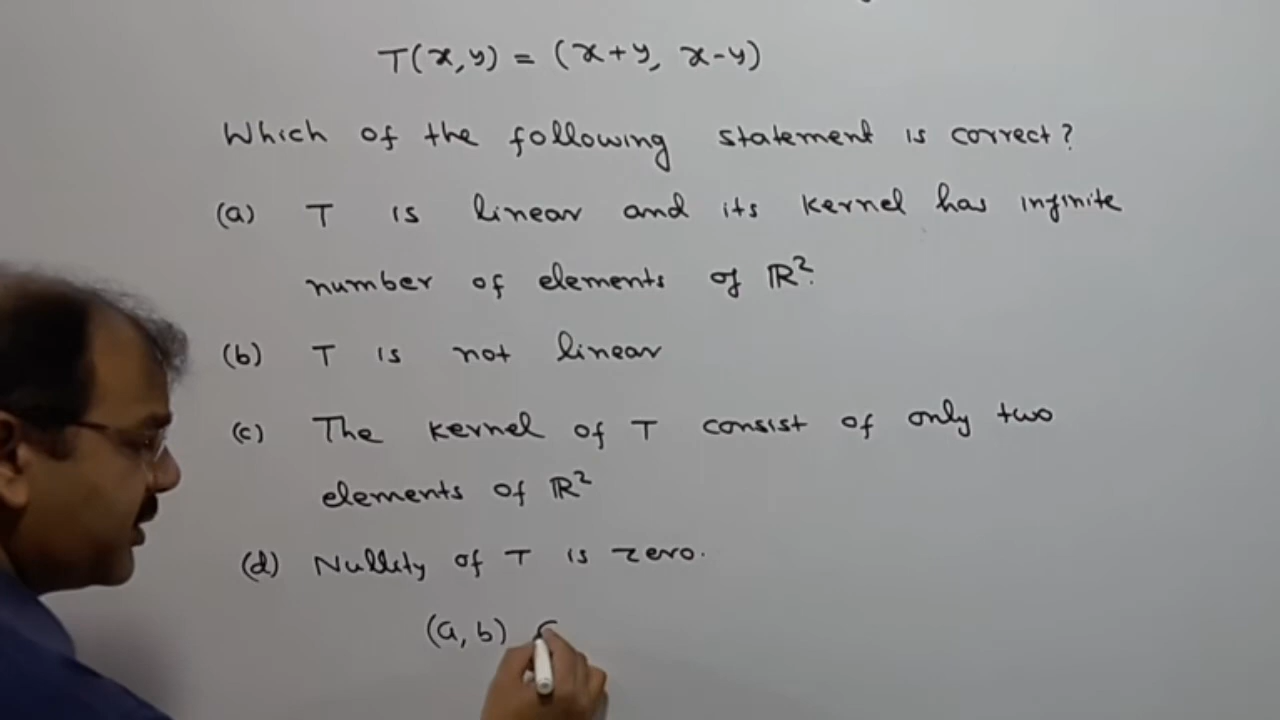 T(x,y) = (x+y, x-y)
Which of the following statement is correct?
(a) T is linear and its kernel has infinite
number of elements of ℝ².
(b) T is not linear
(c) The kernel of T consist of only two
elements of ℝ²
(d) Nullity of T is zero.
(a, b)